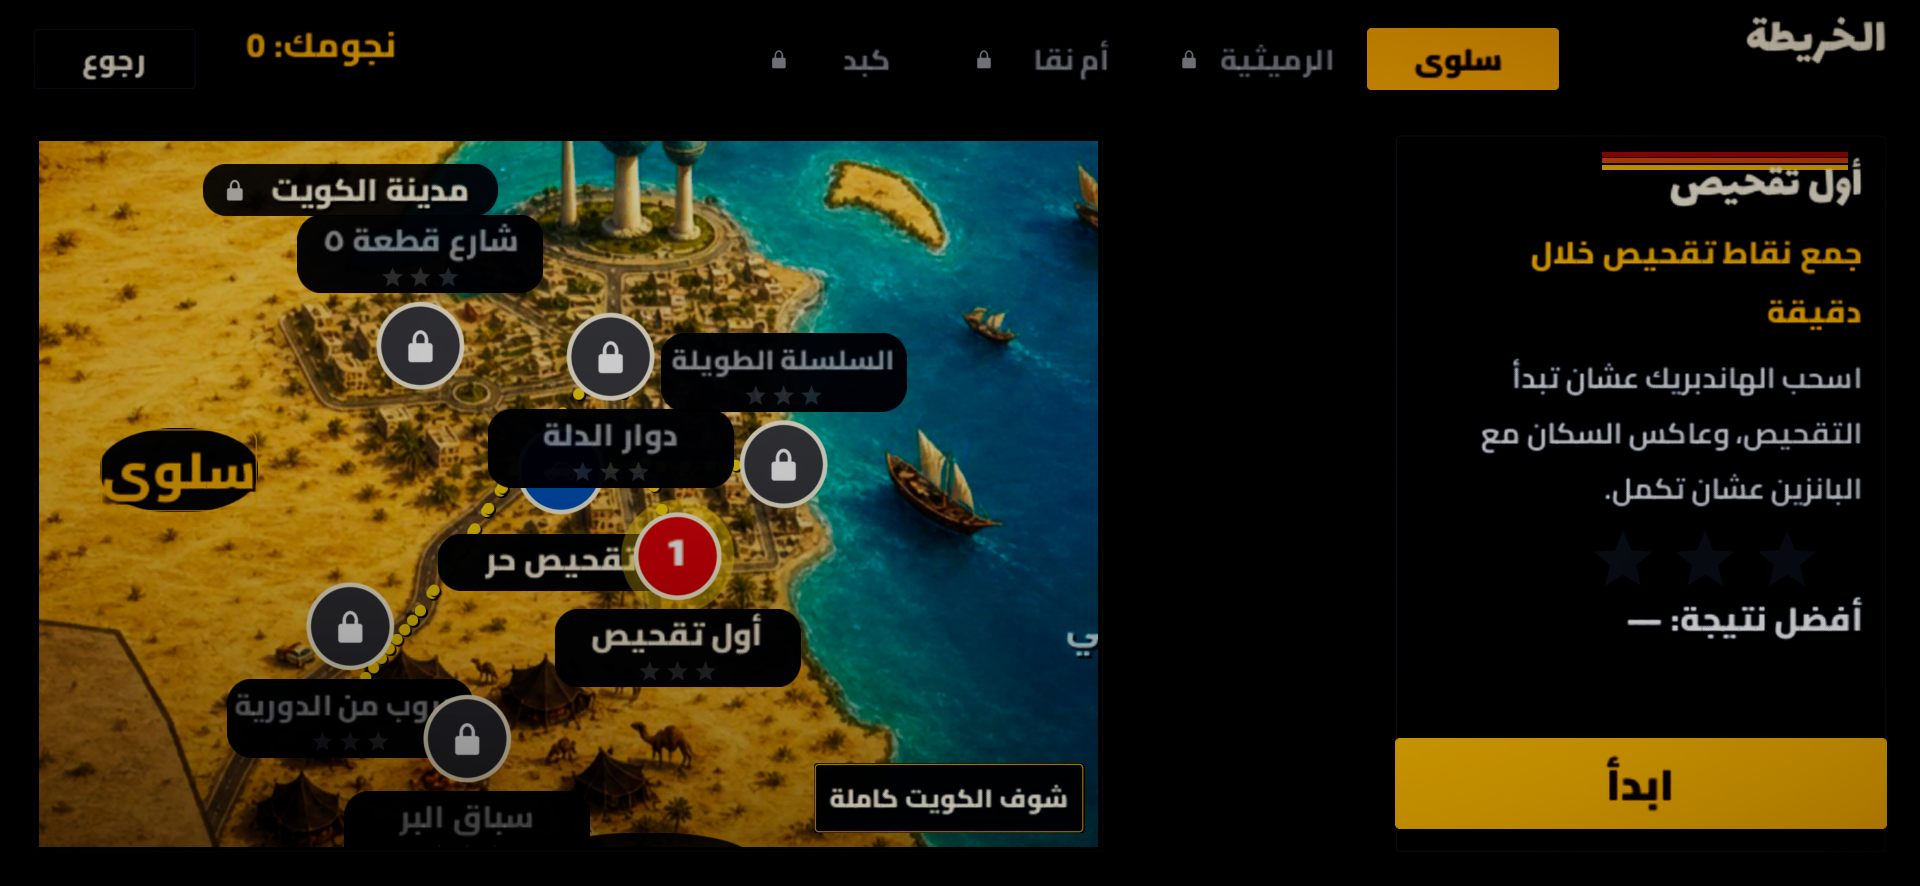 الخريطة
سلوى
الرميثية
أم نقا
كبد
نجومك: 0
رجوع
أول تقحيص
جمع نقاط تقحيص خلال
دقيقة
اسحب الهاندبريك عشان تبدأ
التقحيص، وعاكس السكان مع
البانزين عشان تكمل.
أفضل نتيجة: —
ابدأ
مدينة الكويت
شارع قطعة ٥
السلسلة الطويلة
دوار الدلة
سلوى
تقحيص حر
1
أول تقحيص
من الدورية
سباق البر
شوف الكويت كاملة